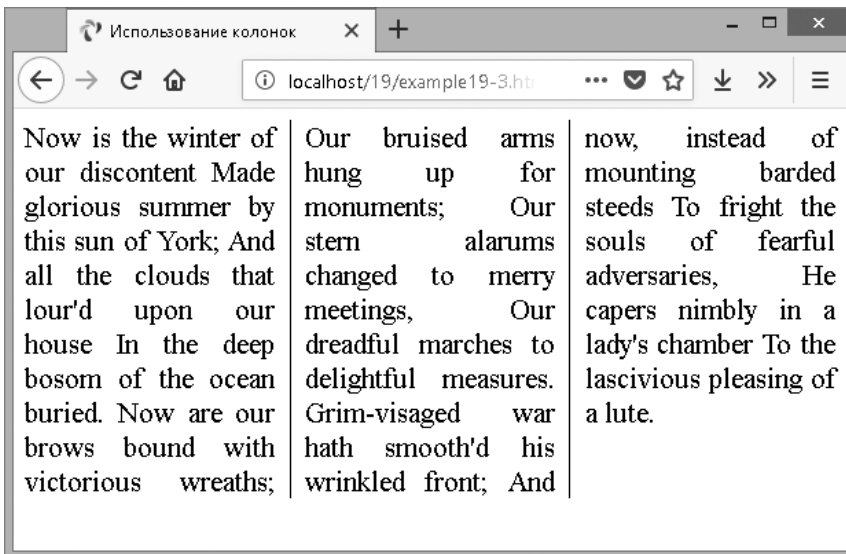 Использование колонок
localhost/19/example19-3.ht
Now is the winter of
our discontent Made
glorious summer by
this sun of York; And
all the clouds that
lour'd upon our
house In the deep
bosom of the ocean
buried. Now are our
brows bound with
victorious wreaths;
Our bruised arms
hung up for
monuments; Our
stern alarums
changed to merry
meetings, Our
dreadful marches to
delightful measures.
Grim-visaged war
hath smooth'd his
wrinkled front; And
now, instead of
mounting barded
steeds To fright the
souls of fearful
adversaries, He
capers nimbly in a
lady's chamber To the
lascivious pleasing of
a lute.